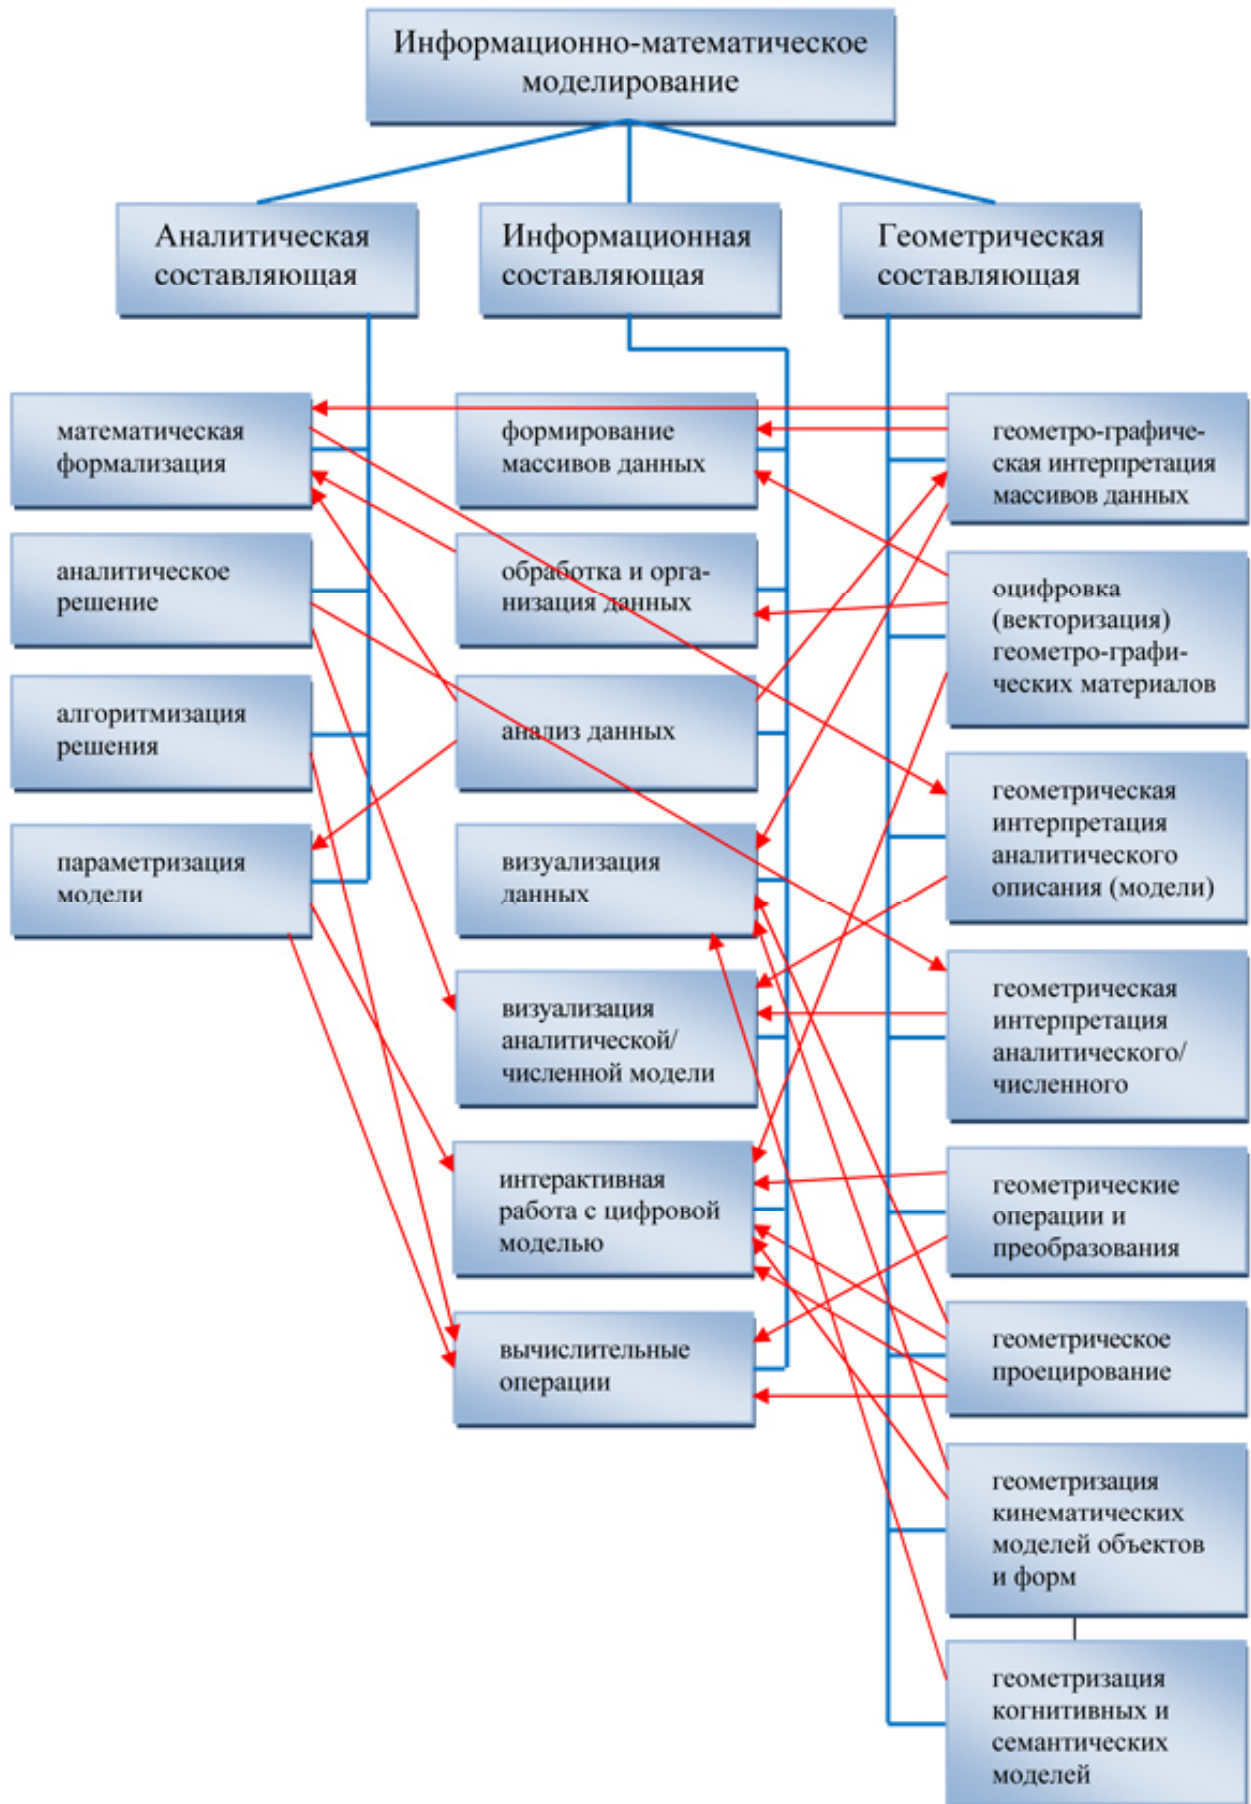 Информационно-математическое
моделирование
Аналитическая
составляющая
Информационная
составляющая
Геометрическая
составляющая
математическая
формализация
аналитическое
решение
алгоритмизация
решения
параметризация
модели
формирование
массивов данных
обработка и орга-
низация данных
анализ данных
визуализация
данных
визуализация
аналитической/
численной модели
интерактивная
работа с цифровой
моделью
вычислительные
операции
геометро-графиче-
ская интерпретация
массивов данных
оцифровка
(векторизация)
геометро-графи-
ческих материалов
геометрическая
интерпретация
аналитического
описания (модели)
геометрическая
интерпретация
аналитического/
численного
геометрические
операции и
преобразования
геометрическое
проецирование
геометризация
кинематических
моделей объектов
и форм
геометризация
когнитивных и
семантических
моделей